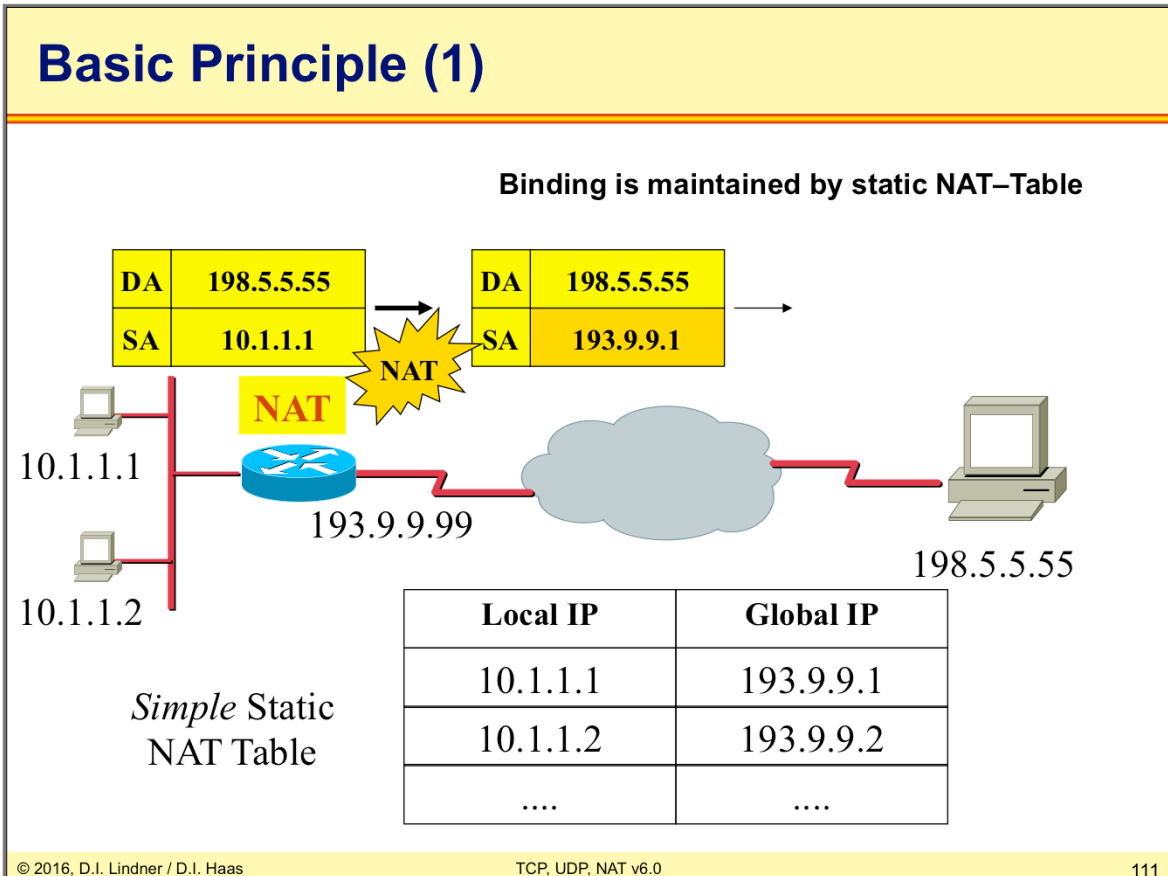 Basic Principle (1)
Binding is maintained by static NAT–Table
DA 198.5.5.55
SA 10.1.1.1
NAT
DA 198.5.5.55
SA 193.9.9.1
NAT
10.1.1.1
193.9.9.99
198.5.5.55
10.1.1.2
Simple Static
NAT Table
Local IP Global IP
10.1.1.1 193.9.9.1
10.1.1.2 193.9.9.2
.... ....
© 2016, D.I. Lindner / D.I. Haas TCP, UDP, NAT v6.0 111